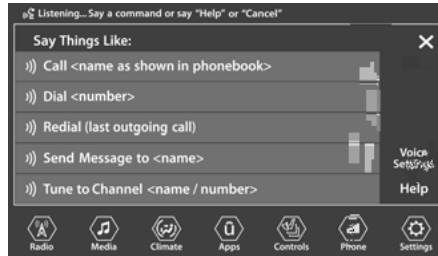 Listening... Say a command or say "Help" or "Cancel"
Say Things Like:
Call <name as shown in phonebook>
Dial <number>
Redial (last outgoing call)
Send Message to <name>
Tune to Channel <name / number>
Voice
Settings
Help
Radio
Media
Climate
Apps
Controls
Phone
Settings